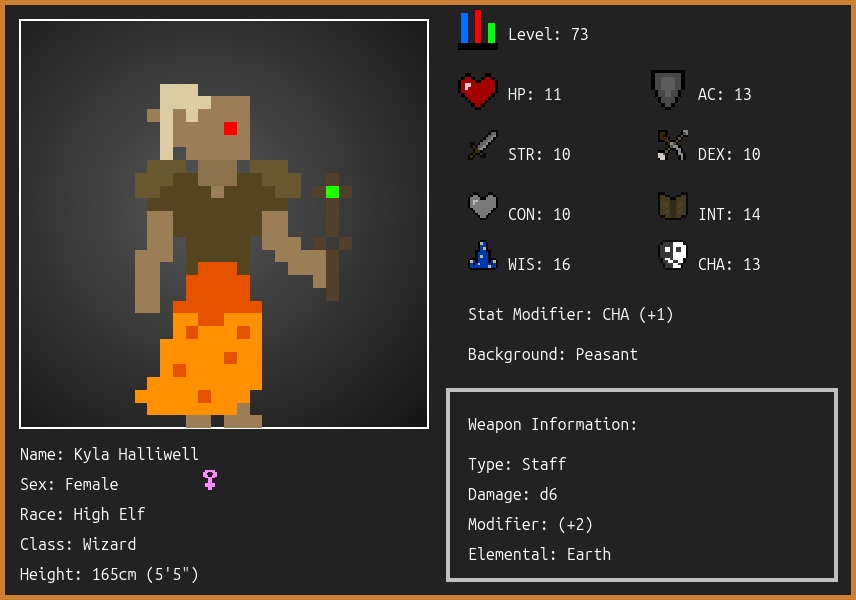 Level: 73
HP: 11
AC: 13
STR: 10
DEX: 10
CON: 10
INT: 14
WIS: 16
CHA: 13
Stat Modifier: CHA (+1)
Background: Peasant
Weapon Information:
Type: Staff
Damage: d6
Modifier: (+2)
Elemental: Earth
Name: Kyla Halliwell
Sex: Female
Race: High Elf
Class: Wizard
Height: 165cm (5'5")